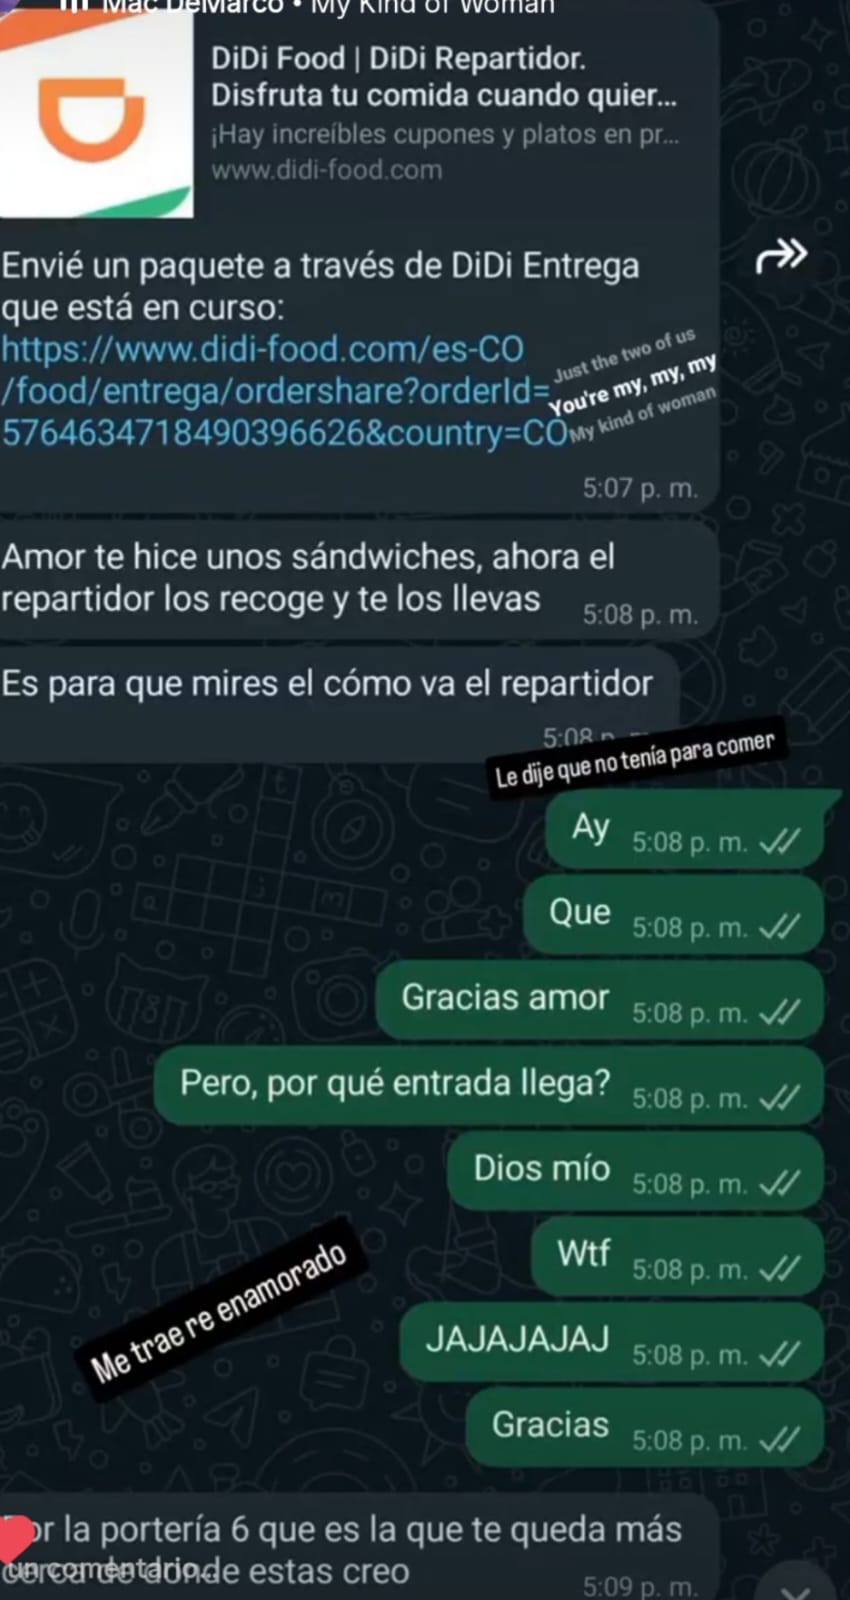 Mac DeMarco • My Kind of Woman
DiDi Food | DiDi Repartidor.
Disfruta tu comida cuando quier...
¡Hay increíbles cupones y platos en pr...
www.didi-food.com
Envié un paquete a través de DiDi Entrega
que está en curso:
https://www.didi-food.com/es-CO
/food/entrega/ordershare?orderId=
5764634718490396626&country=CO
Just the two of us
You're my, my, my
My kind of woman
5:07 p. m.
Amor te hice unos sándwiches, ahora el
repartidor los recoge y te los llevas
5:08 p. m.
Es para que mires el cómo va el repartidor
5:08 p.
Le dije que no tenía para comer
Ay 5:08 p. m.
Que 5:08 p. m.
Gracias amor 5:08 p. m.
Pero, por qué entrada llega? 5:08 p. m.
Dios mío 5:08 p. m.
Wtf 5:08 p. m.
Me trae re enamorado
JAJAJAJAJ 5:08 p. m.
Gracias 5:08 p. m.
or la portería 6 que es la que te queda más
cerca de donde estas creo
un comentario...
5:09 p. m.